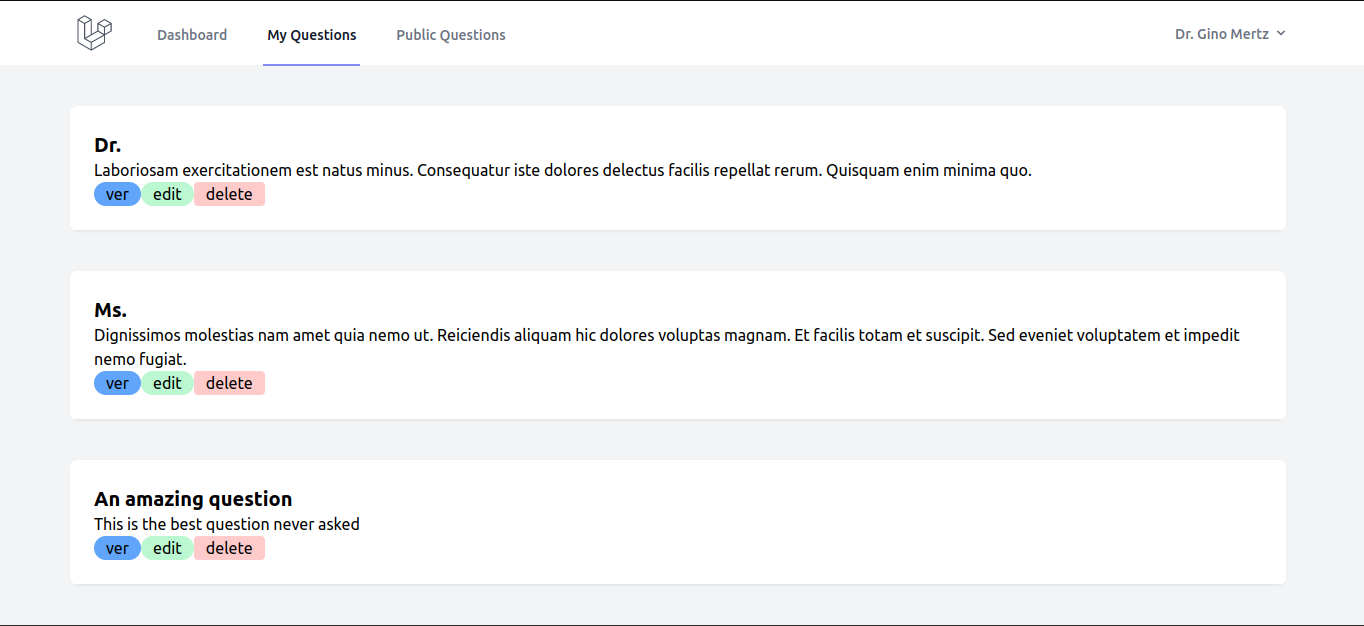 Dashboard My Questions Public Questions Dr. Gino Mertz
Dr.
Laboriosam exercitationem est natus minus. Consequatur iste dolores delectus facilis repellat rerum. Quisquam enim minima quo.
ver edit delete
Ms.
Dignissimos molestias nam amet quia nemo ut. Reiciendis aliquam hic dolores voluptas magnam. Et facilis totam et suscipit. Sed eveniet voluptatem et impedit
nemo fugiat.
ver edit delete
An amazing question
This is the best question never asked
ver edit delete